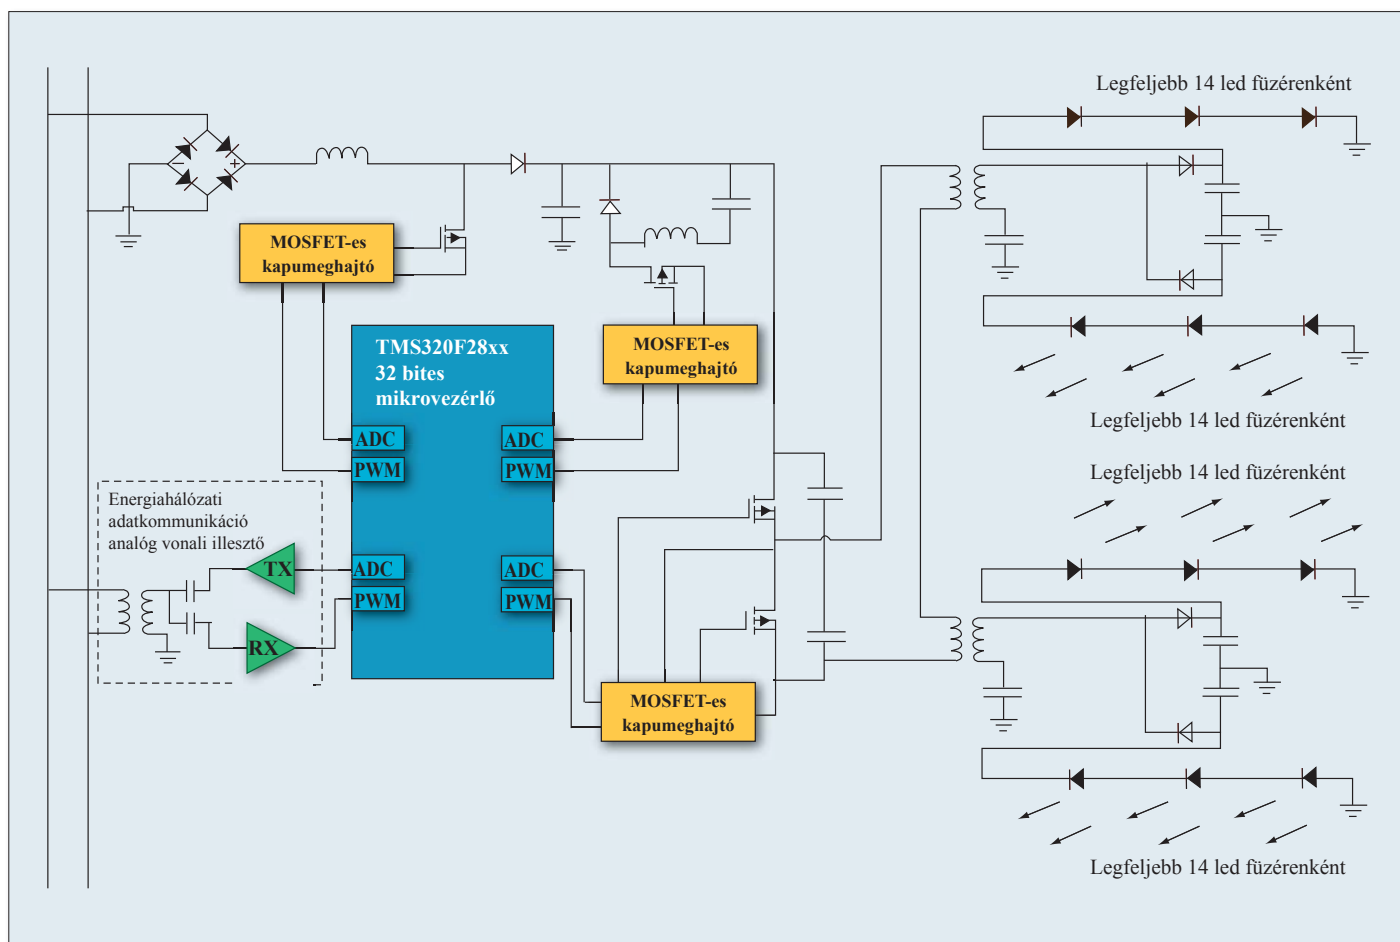 Legfeljebb 14 led füzérenként
MOSFET-es
kapumeghajtó
TMS320F28xx
32 bites
mikrovezérlő
MOSFET-es
kapumeghajtó
Legfeljebb 14 led füzérenként
ADC
PWM
ADC
PWM
Legfeljebb 14 led füzérenként
Energiahálózati
adatkommunikáció
analóg vonali illesztő
TX
RX
ADC
PWM
ADC
PWM
MOSFET-es
kapumeghajtó
Legfeljebb 14 led füzérenként